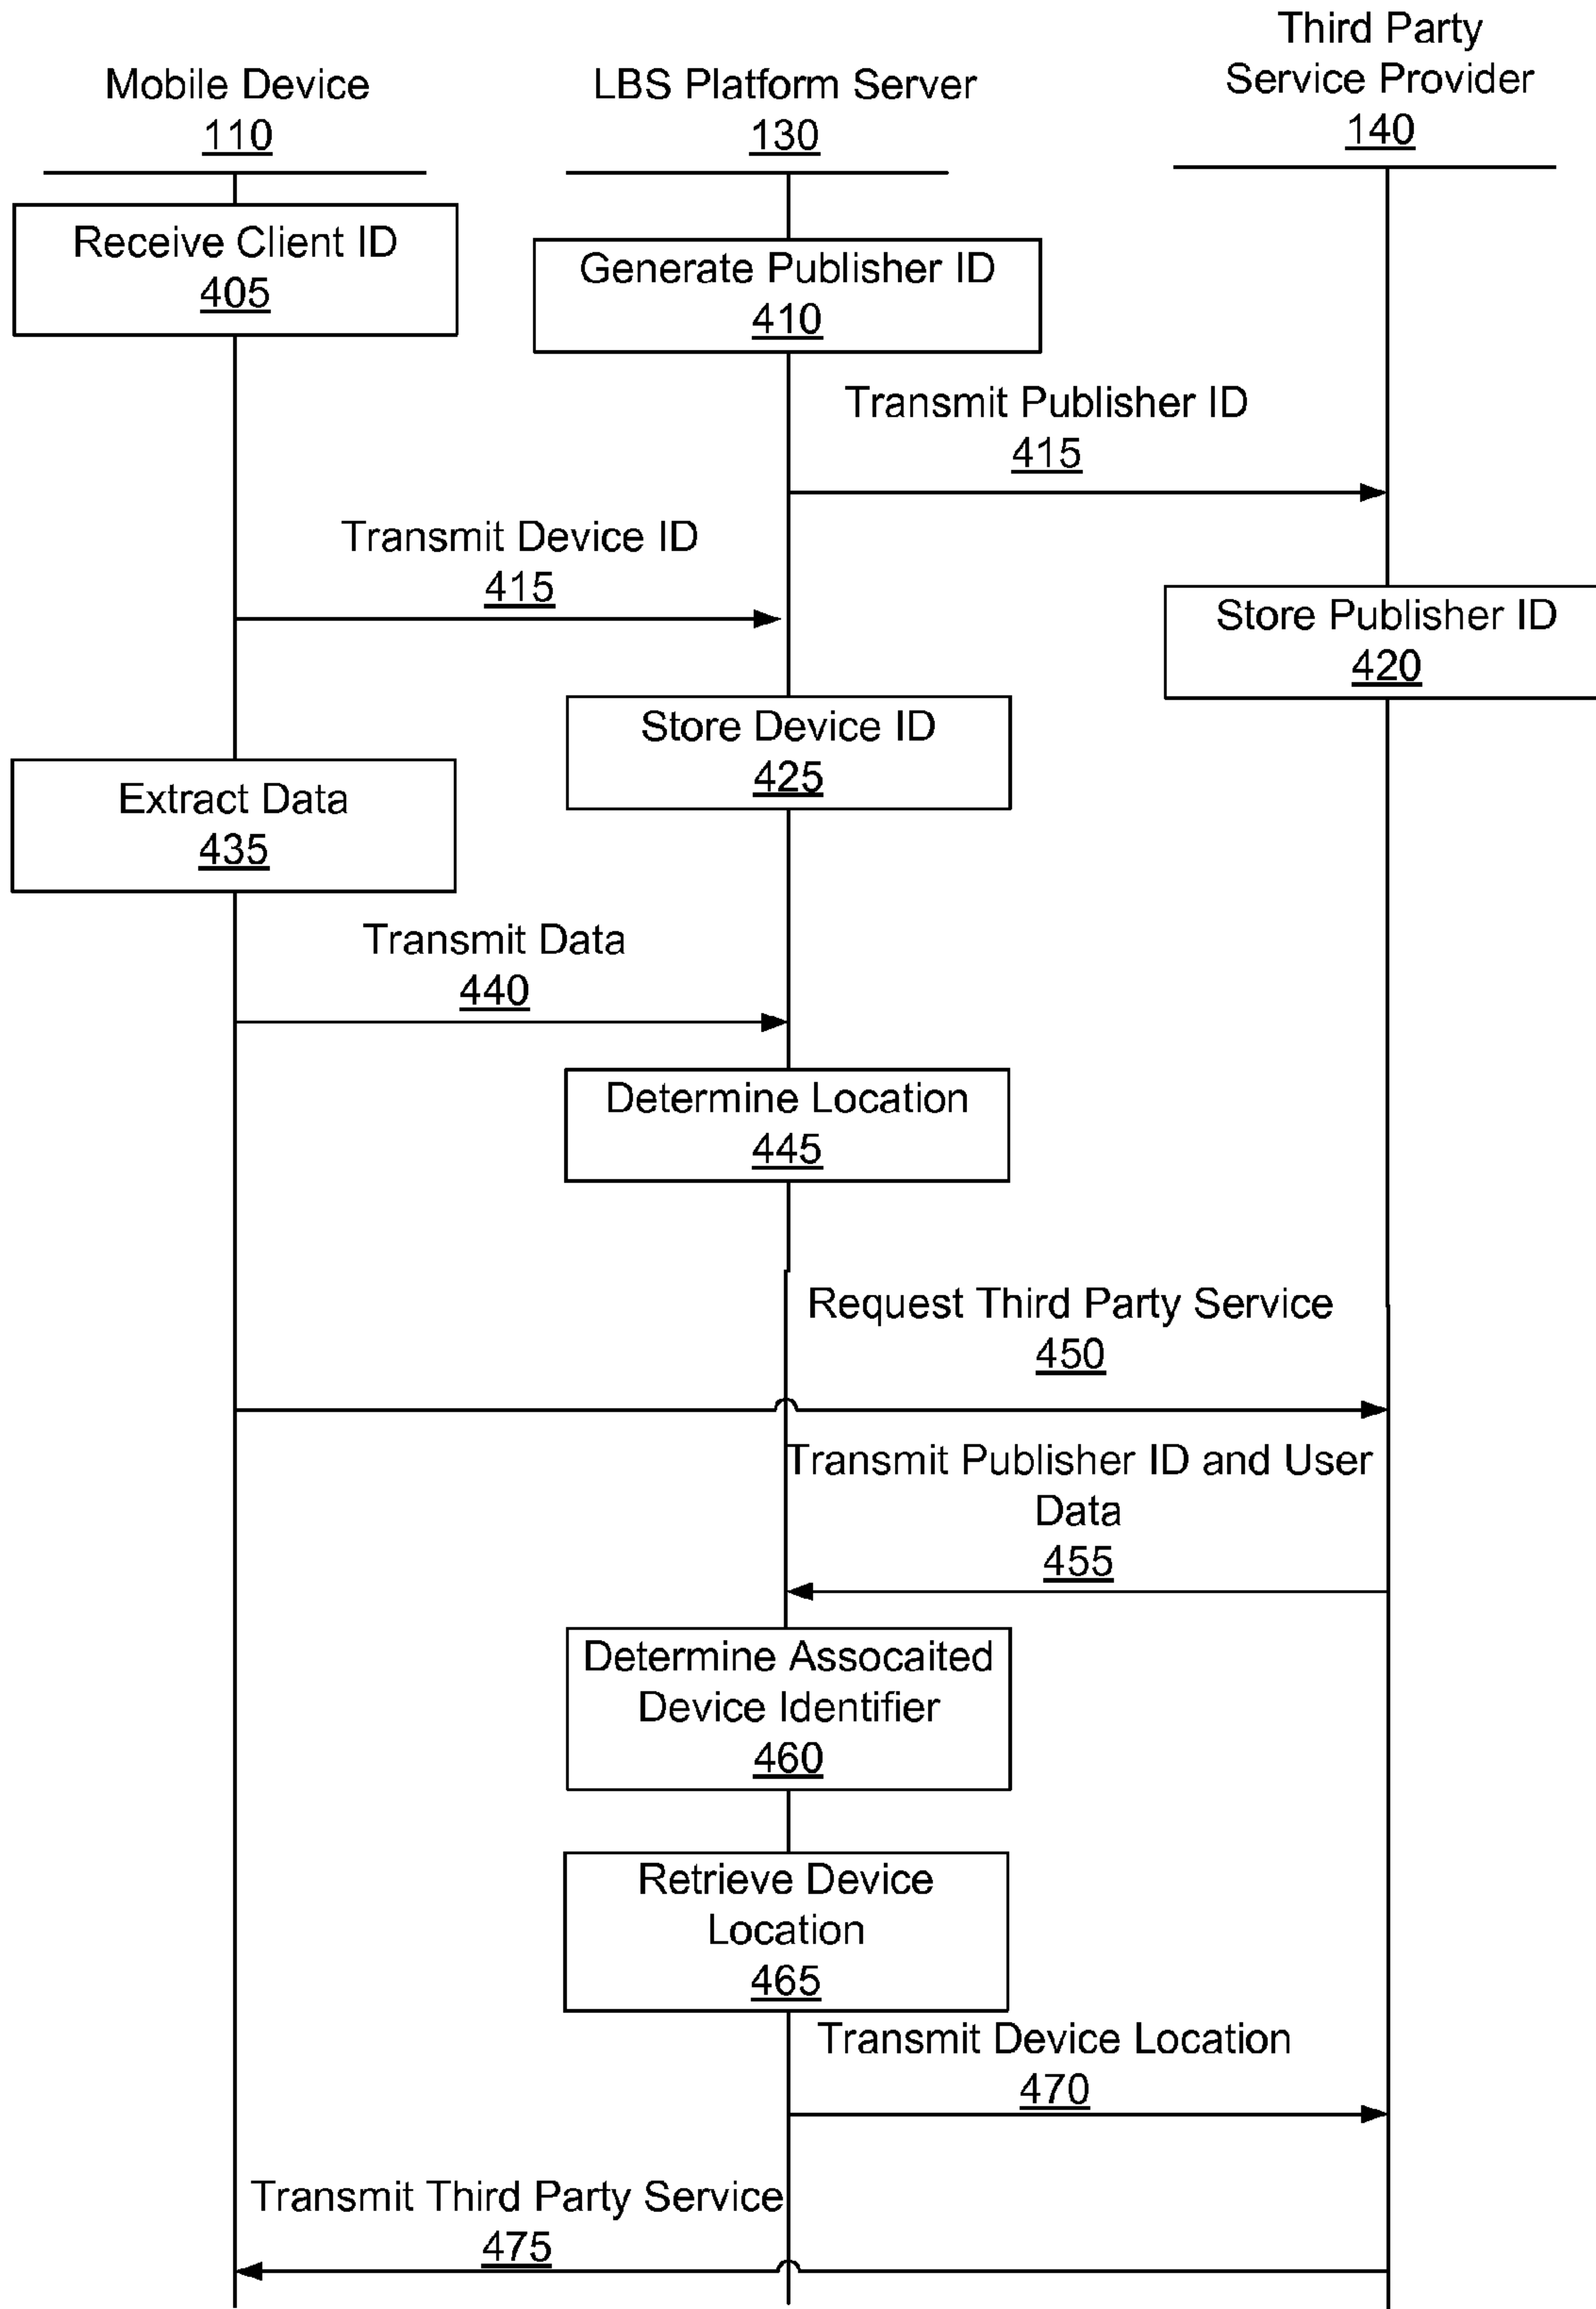 Mobile Device
110
LBS Platform Server
130
Third Party
Service Provider
140
Receive Client ID
405
Generate Publisher ID
410
Transmit Publisher ID
415
Transmit Device ID
415
Store Publisher ID
420
Store Device ID
425
Extract Data
435
Transmit Data
440
Determine Location
445
Request Third Party Service
450
Transmit Publisher ID and User
Data
455
Determine Assocaited
Device Identifier
460
Retrieve Device
Location
465
Transmit Device Location
470
Transmit Third Party Service
475